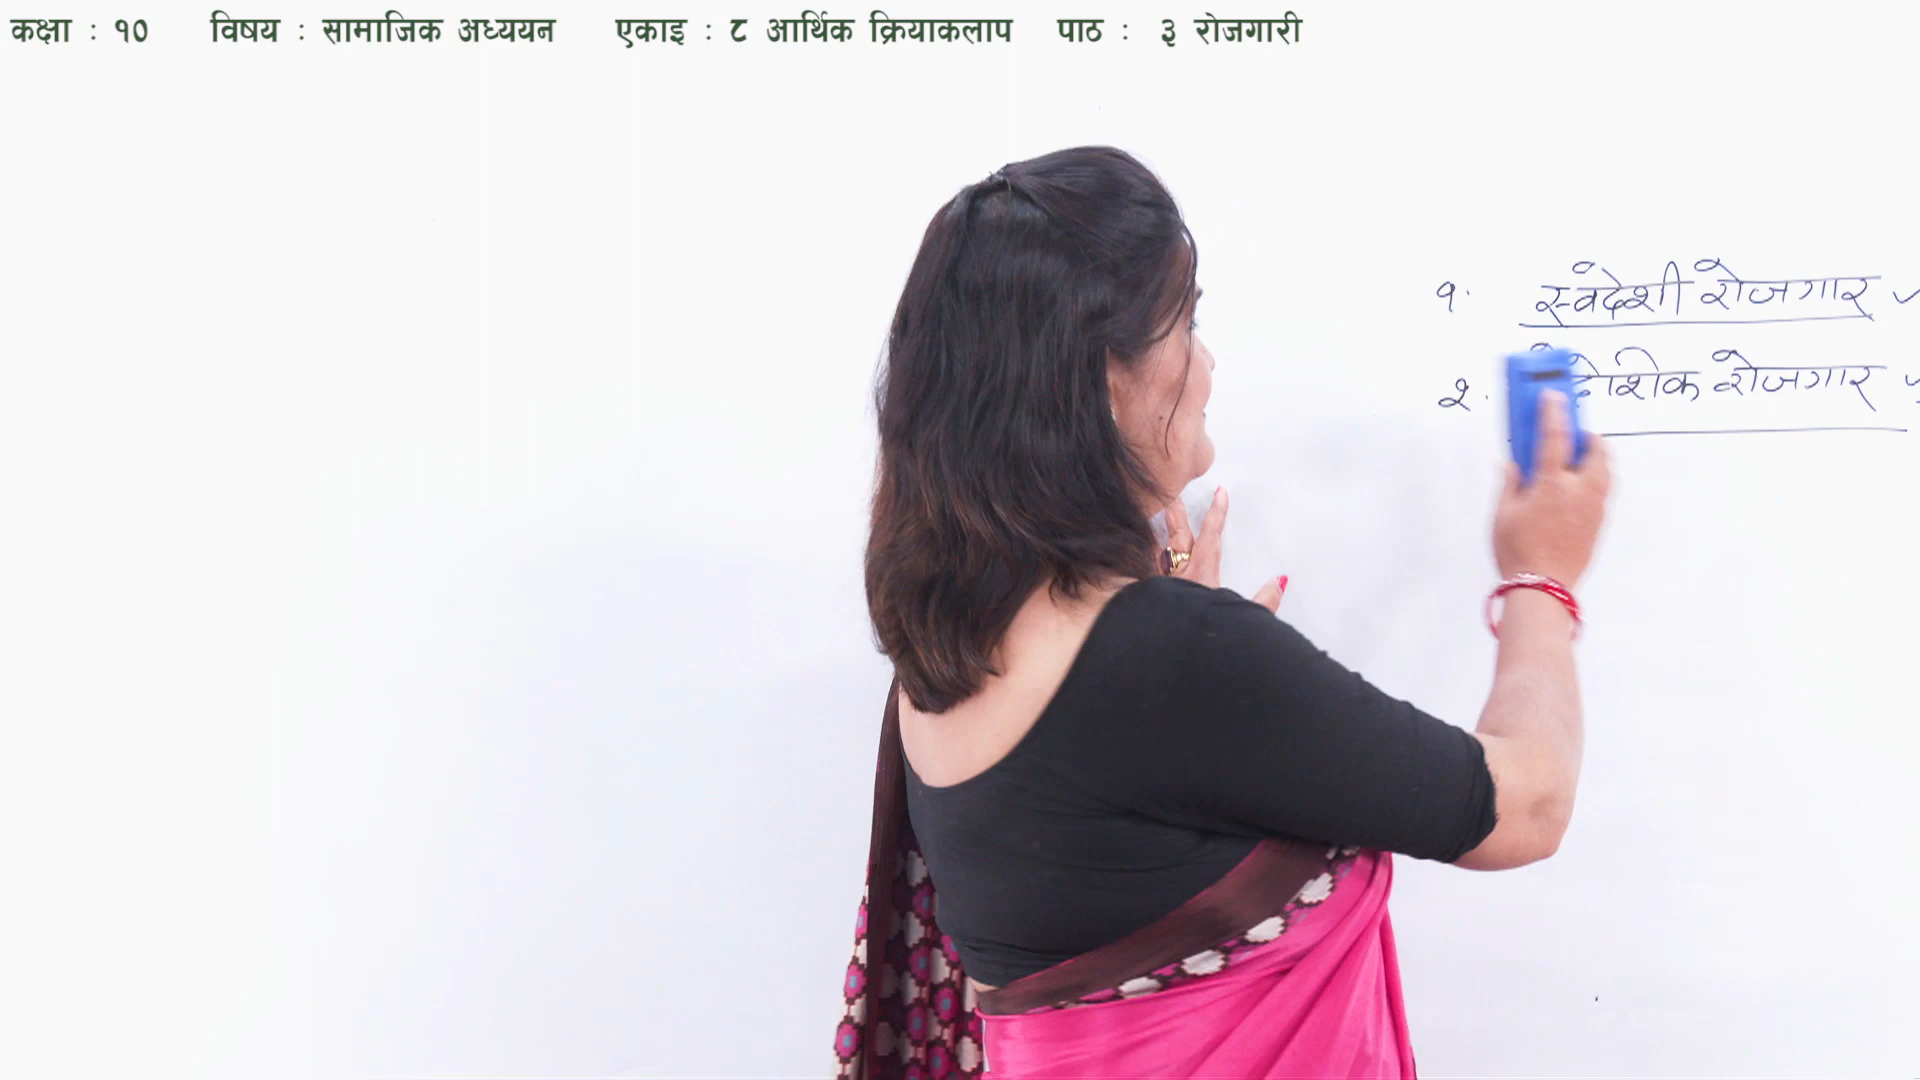 कक्षा : १० विषय : सामाजिक अध्ययन एकाइ : ८ आर्थिक क्रियाकलाप पाठ : ३ रोजगारी
१. स्वदेशी रोजगार ✓
२. देशिक रोजगार